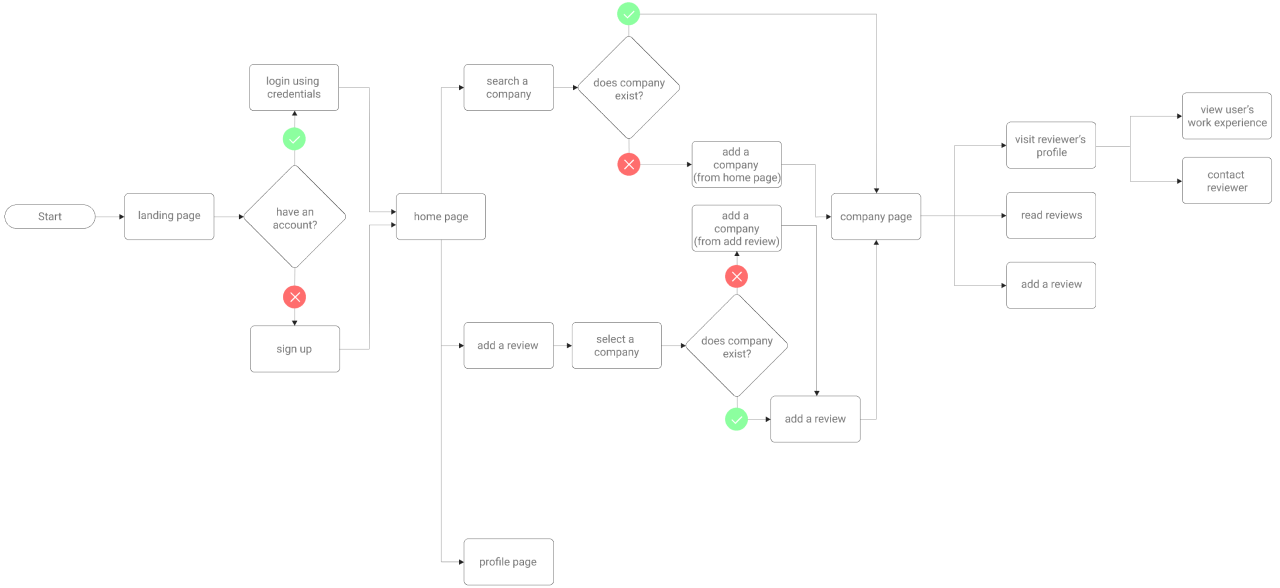 Start
landing page
have an
account?
login using
credentials
sign up
home page
search a
company
does company
exist?
add a
company
(from home page)
add a
company
(from add review)
add a review
select a
company
does company
exist?
add a review
profile page
company page
visit reviewer's
profile
read reviews
add a review
view user's
work experience
contact
reviewer